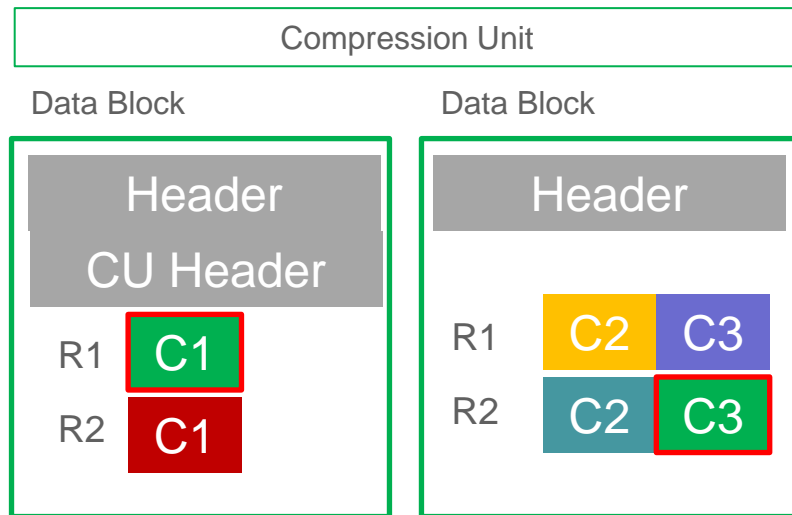 Compression Unit
Data Block
Header
CU Header
R1 C1
R2 C1
Data Block
Header
R1 C2 C3
R2 C2 C3